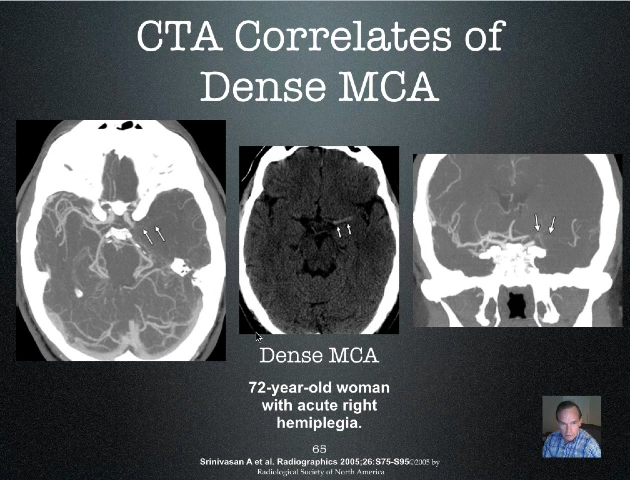 CTA Correlates of
Dense MCA
Dense MCA
72-year-old woman
with acute right
hemiplegia.
65
Srinivasan A et al. Radiographics 2005;26:S75-S95©2005 by
Radiological Society of North America